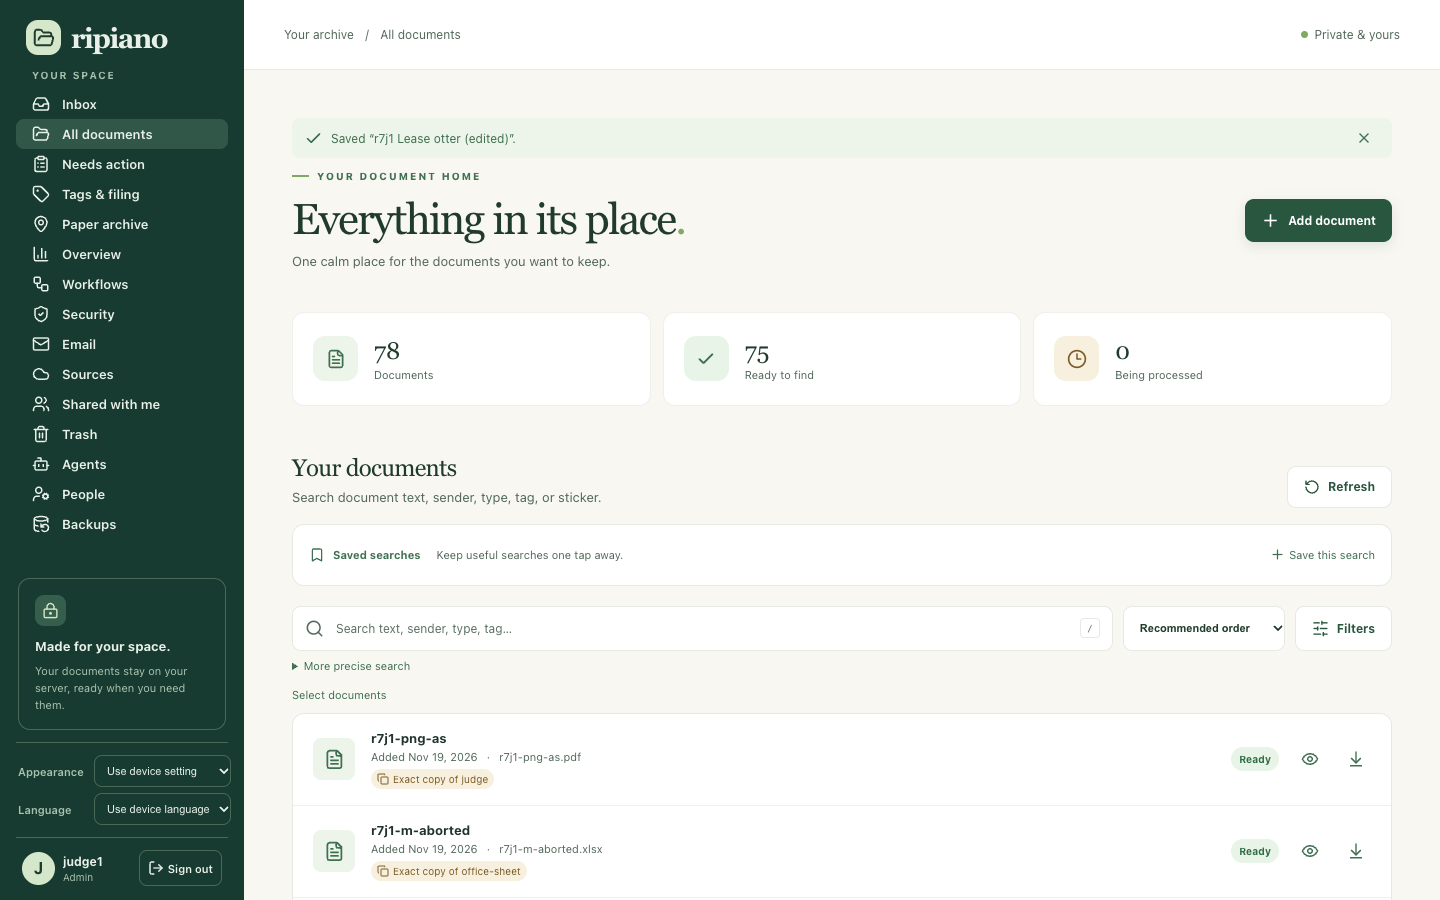 ripiano
YOUR SPACE
Inbox
All documents
Needs action
Tags & filing
Paper archive
Overview
Workflows
Security
Email
Sources
Shared with me
Trash
Agents
People
Backups
Made for your space.
Your documents stay on your
server, ready when you need
them.
Appearance Use device setting
Language Use device language
J judge1
Admin
Sign out
Your archive / All documents
Private & yours
Saved “r7j1 Lease otter (edited)”.
YOUR DOCUMENT HOME
Everything in its place.
One calm place for the documents you want to keep.
Add document
78
Documents
75
Ready to find
0
Being processed
Your documents
Search document text, sender, type, tag, or sticker.
Refresh
Saved searches Keep useful searches one tap away.
Save this search
Search text, sender, type, tag... /
Recommended order
Filters
More precise search
Select documents
r7j1-png-as
Added Nov 19, 2026 · r7j1-png-as.pdf
Exact copy of judge
Ready
r7j1-m-aborted
Added Nov 19, 2026 · r7j1-m-aborted.xlsx
Exact copy of office-sheet
Ready